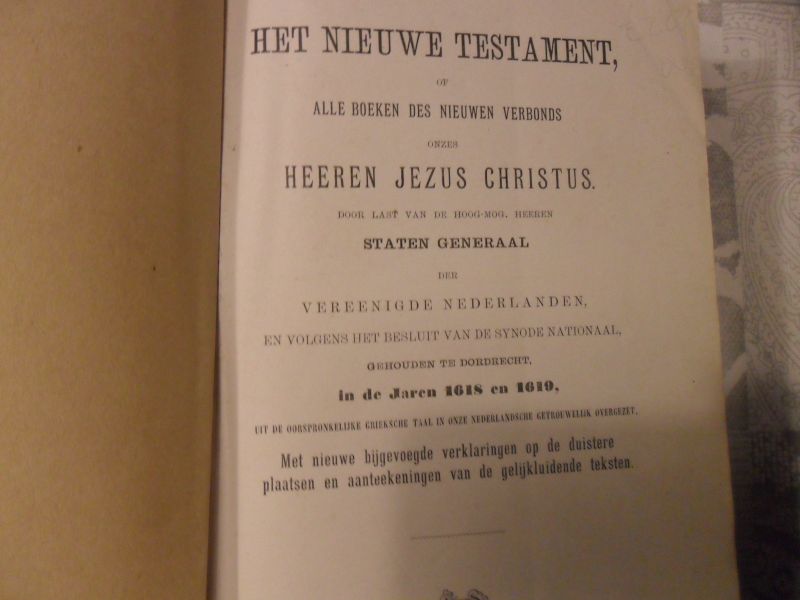 HET NIEUWE TESTAMENT,
OF
ALLE BOEKEN DES NIEUWEN VERBONDS
ONZES
HEEREN JEZUS CHRISTUS.
DOOR LAST VAN DE HOOG-MOG. HEEREN
STATEN GENERAAL
DER
VEREENIGDE NEDERLANDEN,
EN VOLGENS HET BESLUIT VAN DE SYNODE NATIONAAL,
GEHOUDEN TE DORDRECHT,
in de Jaren 1618 en 1619,
UIT DE OORSPRONKELIJKE GRIEKSCHE TAAL IN ONZE NEDERLANDSCHE GETROUWELIJK OVERGEZET,
Met nieuwe bijgevoegde verklaringen op de duistere
plaatsen en aanteekeningen van de gelijkluidende teksten.